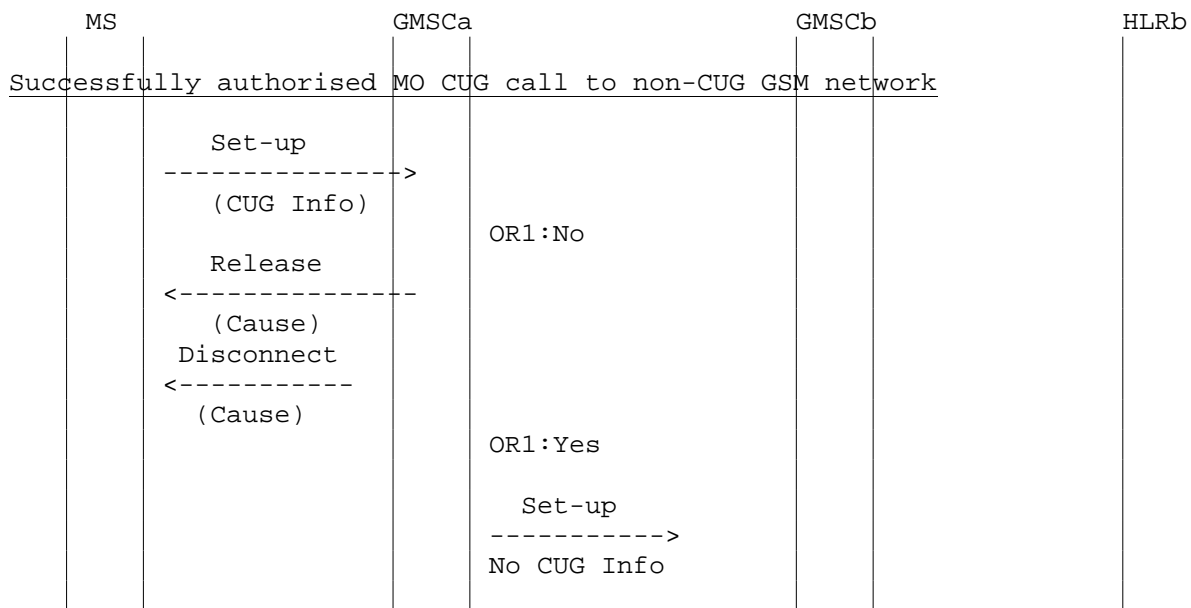 MS GMSCa GMSCb HLRb
Successfully authorised MO CUG call to non-CUG GSM network
Set-up
--------------->
(CUG Info)
OR1:No
Release
<---------------
(Cause)
Disconnect
<-----------
(Cause)
OR1:Yes
Set-up
----------->
No CUG Info